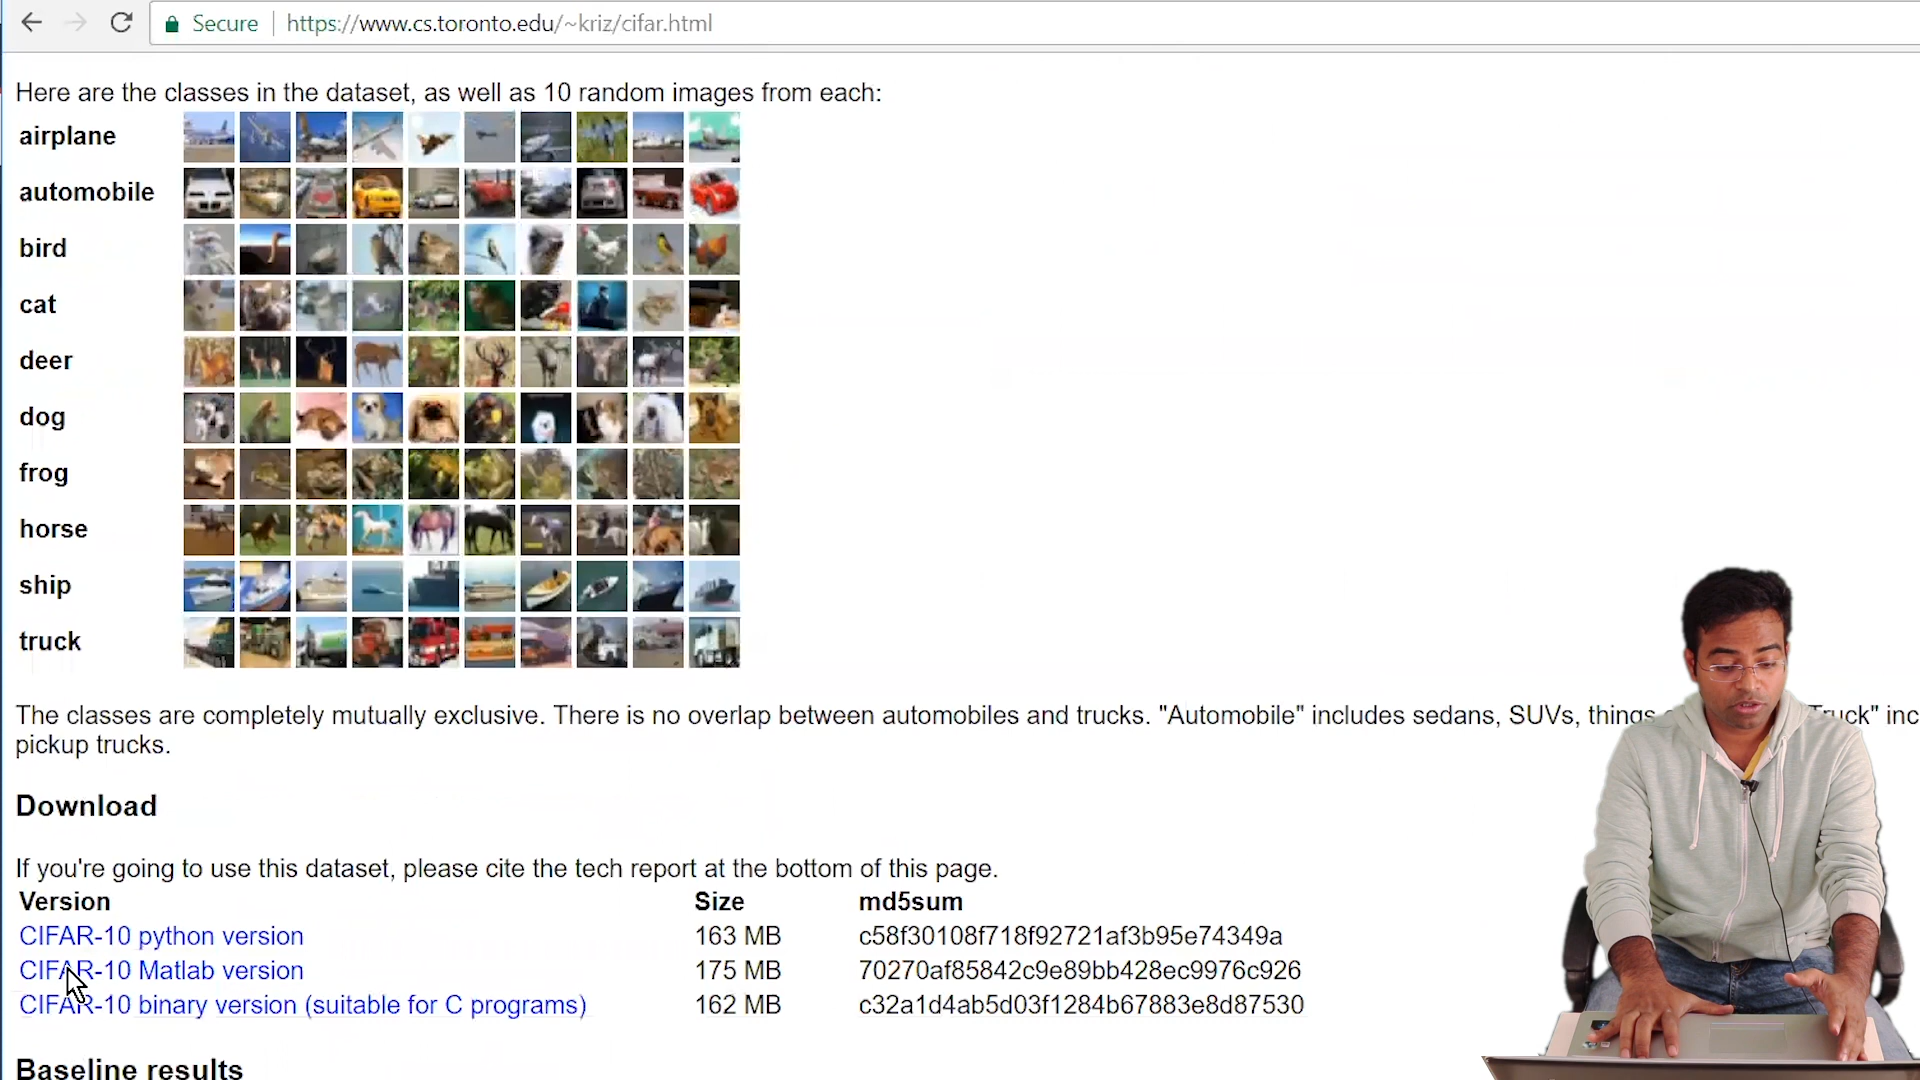 Secure https://www.cs.toronto.edu/~kriz/cifar.html
Here are the classes in the dataset, as well as 10 random images from each:
airplane
automobile
bird
cat
deer
dog
frog
horse
ship
truck
The classes are completely mutually exclusive. There is no overlap between automobiles and trucks. "Automobile" includes sedans, SUVs, things
pickup trucks.
Download
If you're going to use this dataset, please cite the tech report at the bottom of this page.
Version Size md5sum
CIFAR-10 python version 163 MB c58f30108f718f92721af3b95e74349a
CIFAR-10 Matlab version 175 MB 70270af85842c9e89bb428ec9976c926
CIFAR-10 binary version (suitable for C programs) 162 MB c32a1d4ab5d03f1284b67883e8d87530
Baseline results